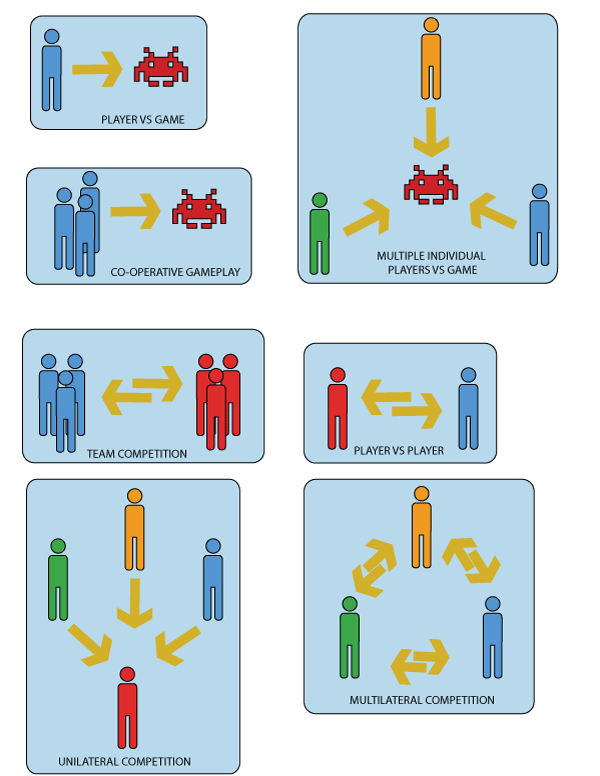 PLAYER VS GAME
CO-OPERATIVE GAMEPLAY
MULTIPLE INDIVIDUAL
PLAYERS VS GAME
TEAM COMPETITION
PLAYER VS PLAYER
UNILATERAL COMPETITION
MULTILATERAL COMPETITION